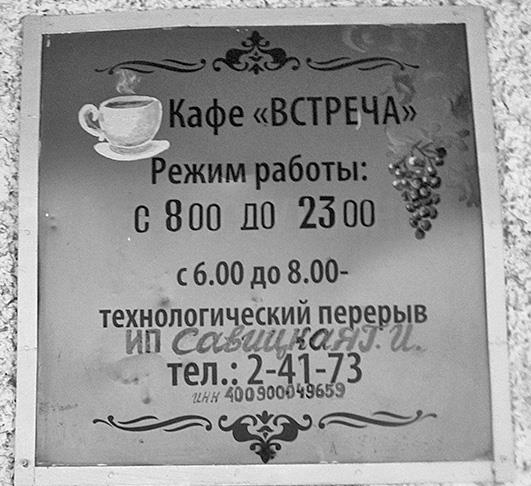 Кафе «ВСТРЕЧА»
Режим работы:
С 8 00 ДО 23 00
с 6.00 до 8.00-
технологический перерыв
ИП Савицкая Г. И.
тел.: 2-41-73
ИНН 400900049659